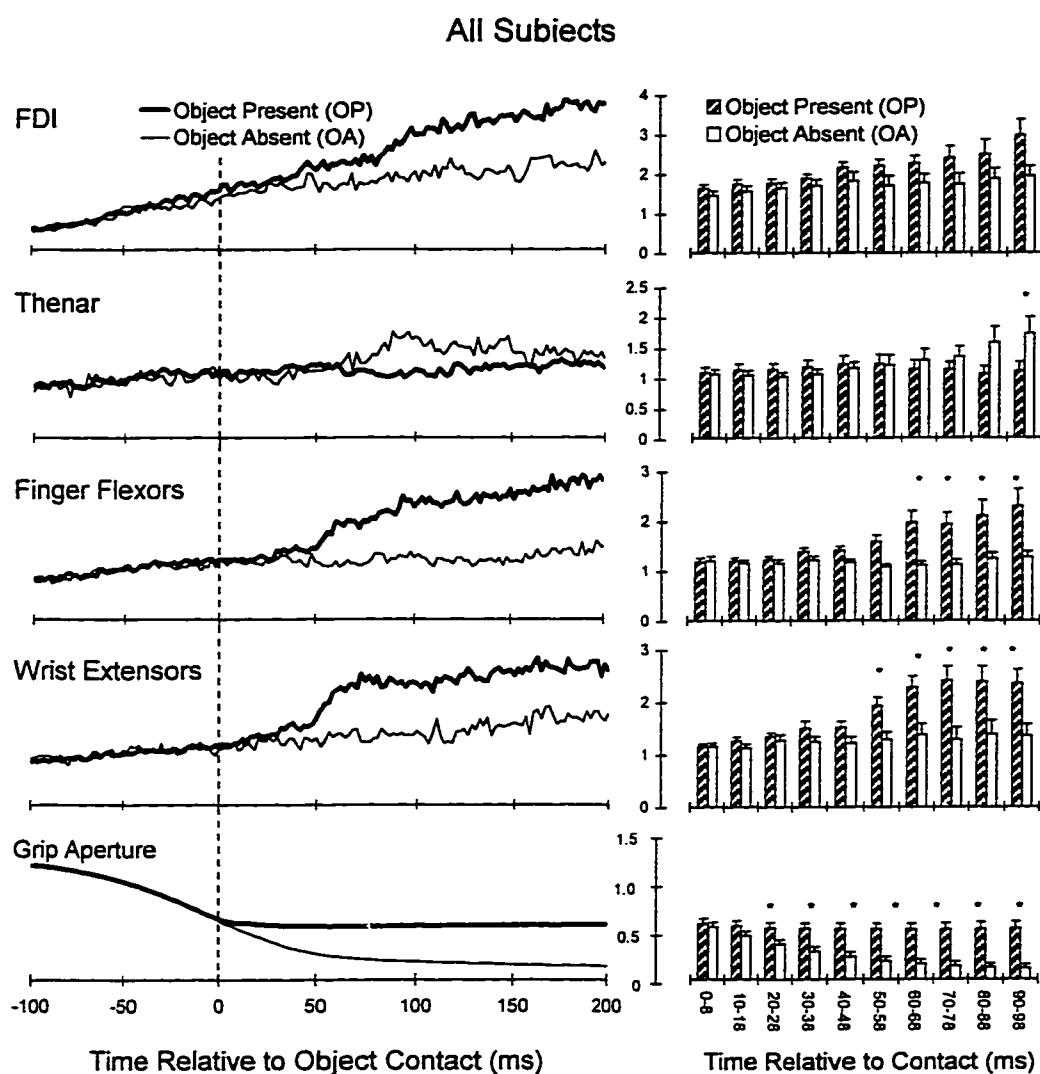 All Subjects
FDI
Object Present (OP)
Object Absent (OA)
4
3
2
1
0
Object Present (OP)
Object Absent (OA)
Thenar
2.5
2
1.5
1
0.5
0
Finger Flexors
3
2
1
0
Wrist Extensors
3
2
1
0
Grip Aperture
1.5
1.0
0.5
0
-100 -50 0 50 100 150 200
0-8 10-18 20-28 30-38 40-48 50-58 60-68 70-78 80-88 90-98
Time Relative to Object Contact (ms)
Time Relative to Contact (ms)